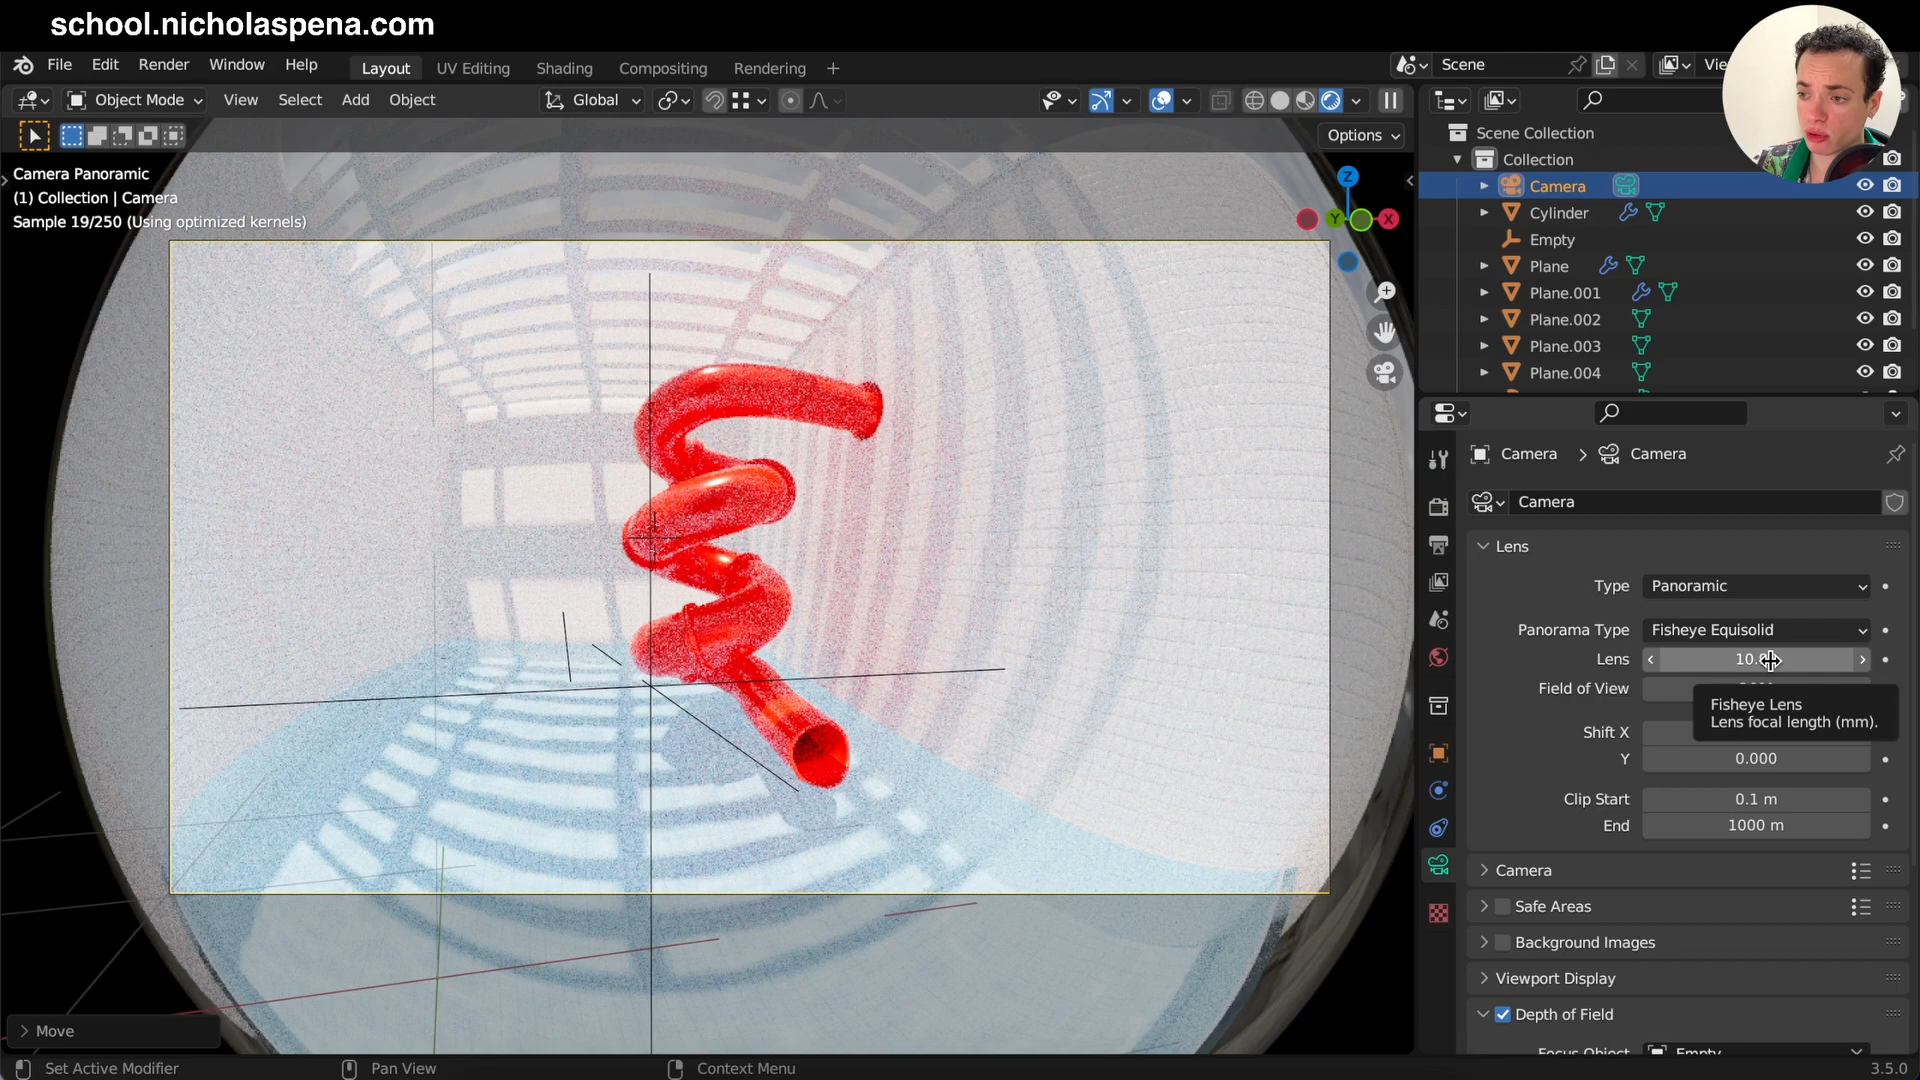 school.nicholaspena.com
File Edit Render Window Help Layout UV Editing Shading Compositing Rendering + Scene
Object Mode View Select Add Object Global
Options
Camera Panoramic
(1) Collection | Camera
Sample 19/250 (Using optimized kernels)
Z
Y X
Scene Collection
Collection
Camera
Cylinder
Empty
Plane
Plane.001
Plane.002
Plane.003
Plane.004
Camera > Camera
Camera
Lens
Type Panoramic
Panorama Type Fisheye Equisolid
Lens
Field of View
Fisheye Lens
Lens focal length (mm).
Shift X
Y 0.000
Clip Start 0.1 m
End 1000 m
Camera
Safe Areas
Background Images
Viewport Display
Depth of Field
Focus Object Empty
Move
Set Active Modifier Pan View Context Menu 3.5.0